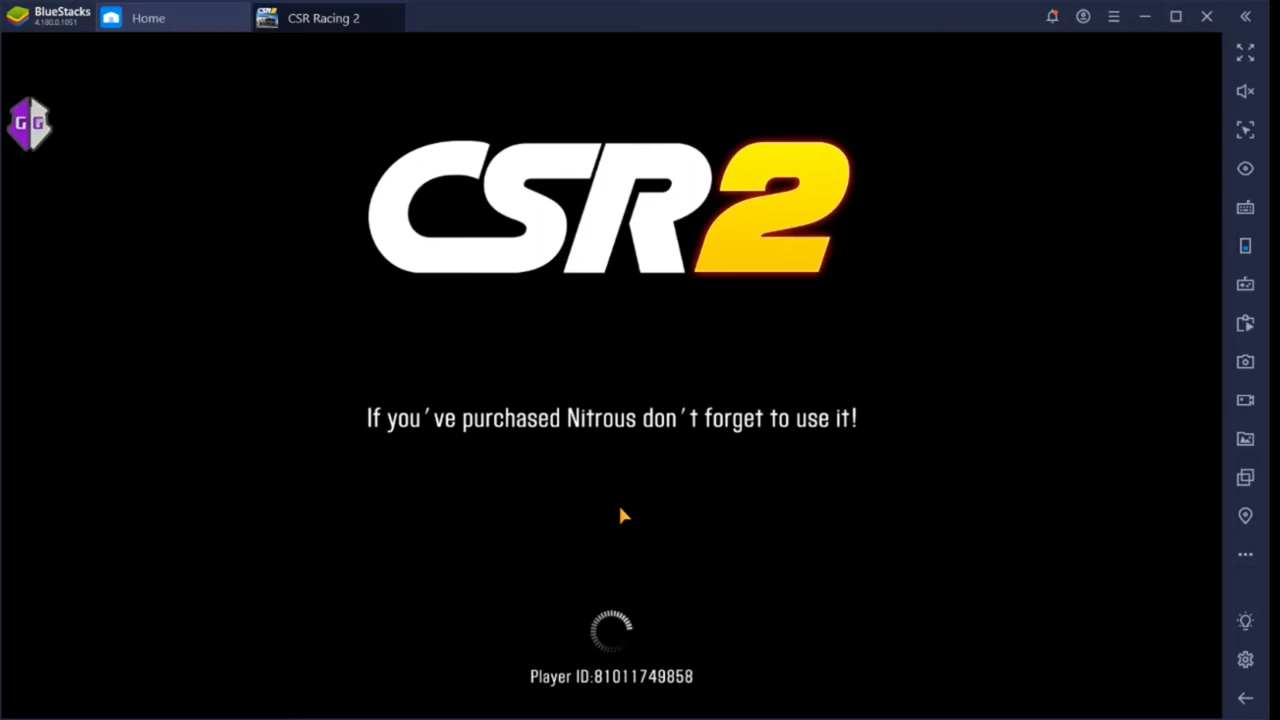 BlueStacks
4.180.0.1051
Home
CSR Racing 2
GG
CSR2
If you've purchased Nitrous don't forget to use it!
Player ID:81011749858